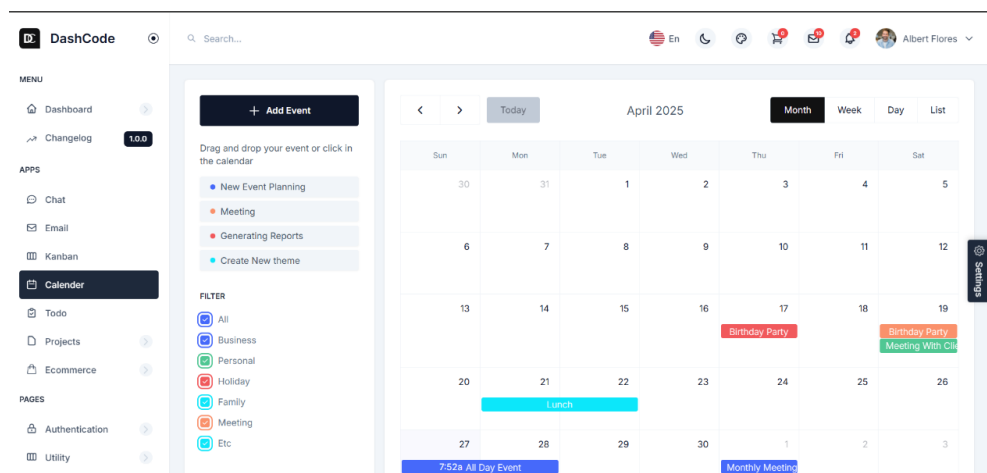 DC DashCode
Search...
En
0
10
2
Albert Flores
MENU
Dashboard
Changelog 1.0.0
APPS
Chat
Email
Kanban
Calender
Todo
Projects
Ecommerce
PAGES
Authentication
Utility
+ Add Event
Drag and drop your event or click in
the calendar
New Event Planning
Meeting
Generating Reports
Create New theme
FILTER
All
Business
Personal
Holiday
Family
Meeting
Etc
Today
April 2025
Month Week Day List
Sun Mon Tue Wed Thu Fri Sat
30 31 1 2 3 4 5
6 7 8 9 10 11 12
13 14 15 16 17 18 19
Birthday Party Birthday Party
Meeting With Clie
20 21 22 23 24 25 26
Lunch
27 28 29 30 1 2 3
7:52a All Day Event Monthly Meeting
Settings